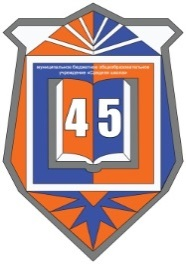 муниципальное бюджетное общеобразовательное
учреждение «Средняя школа»
45